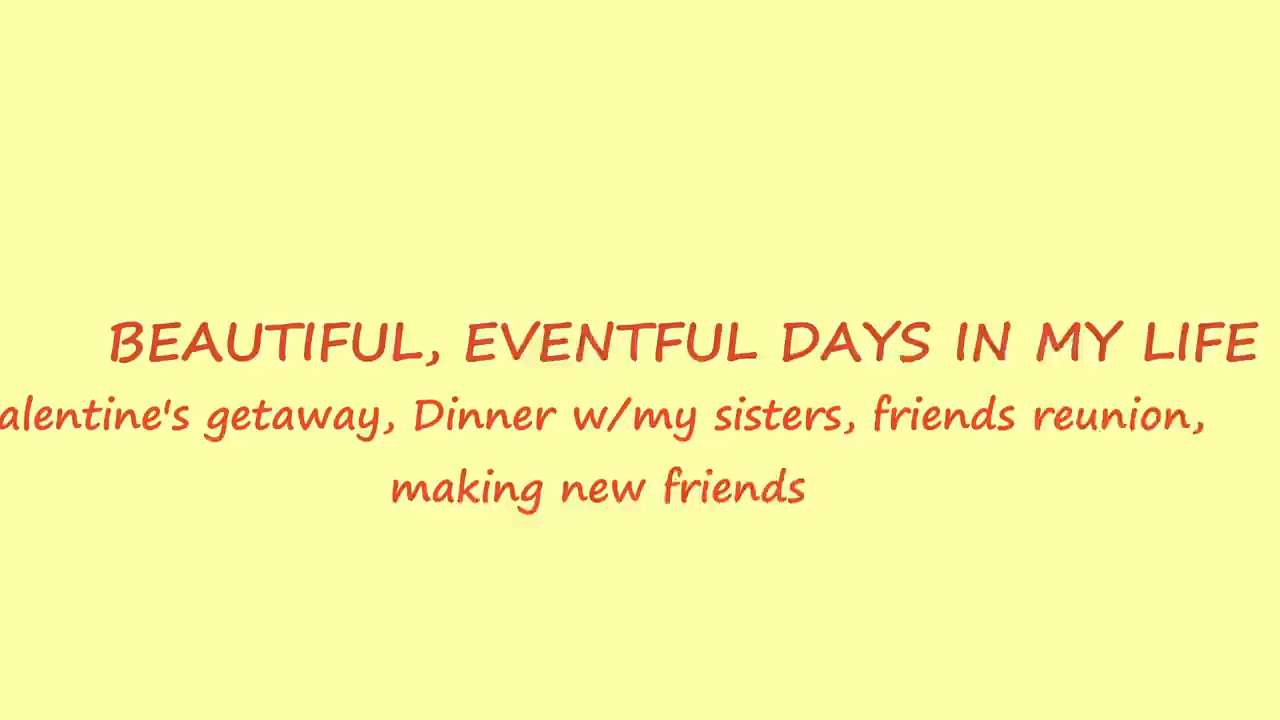 BEAUTIFUL, EVENTFUL DAYS IN MY LIFE
alentine's getaway, Dinner w/my sisters, friends reunion,
making new friends